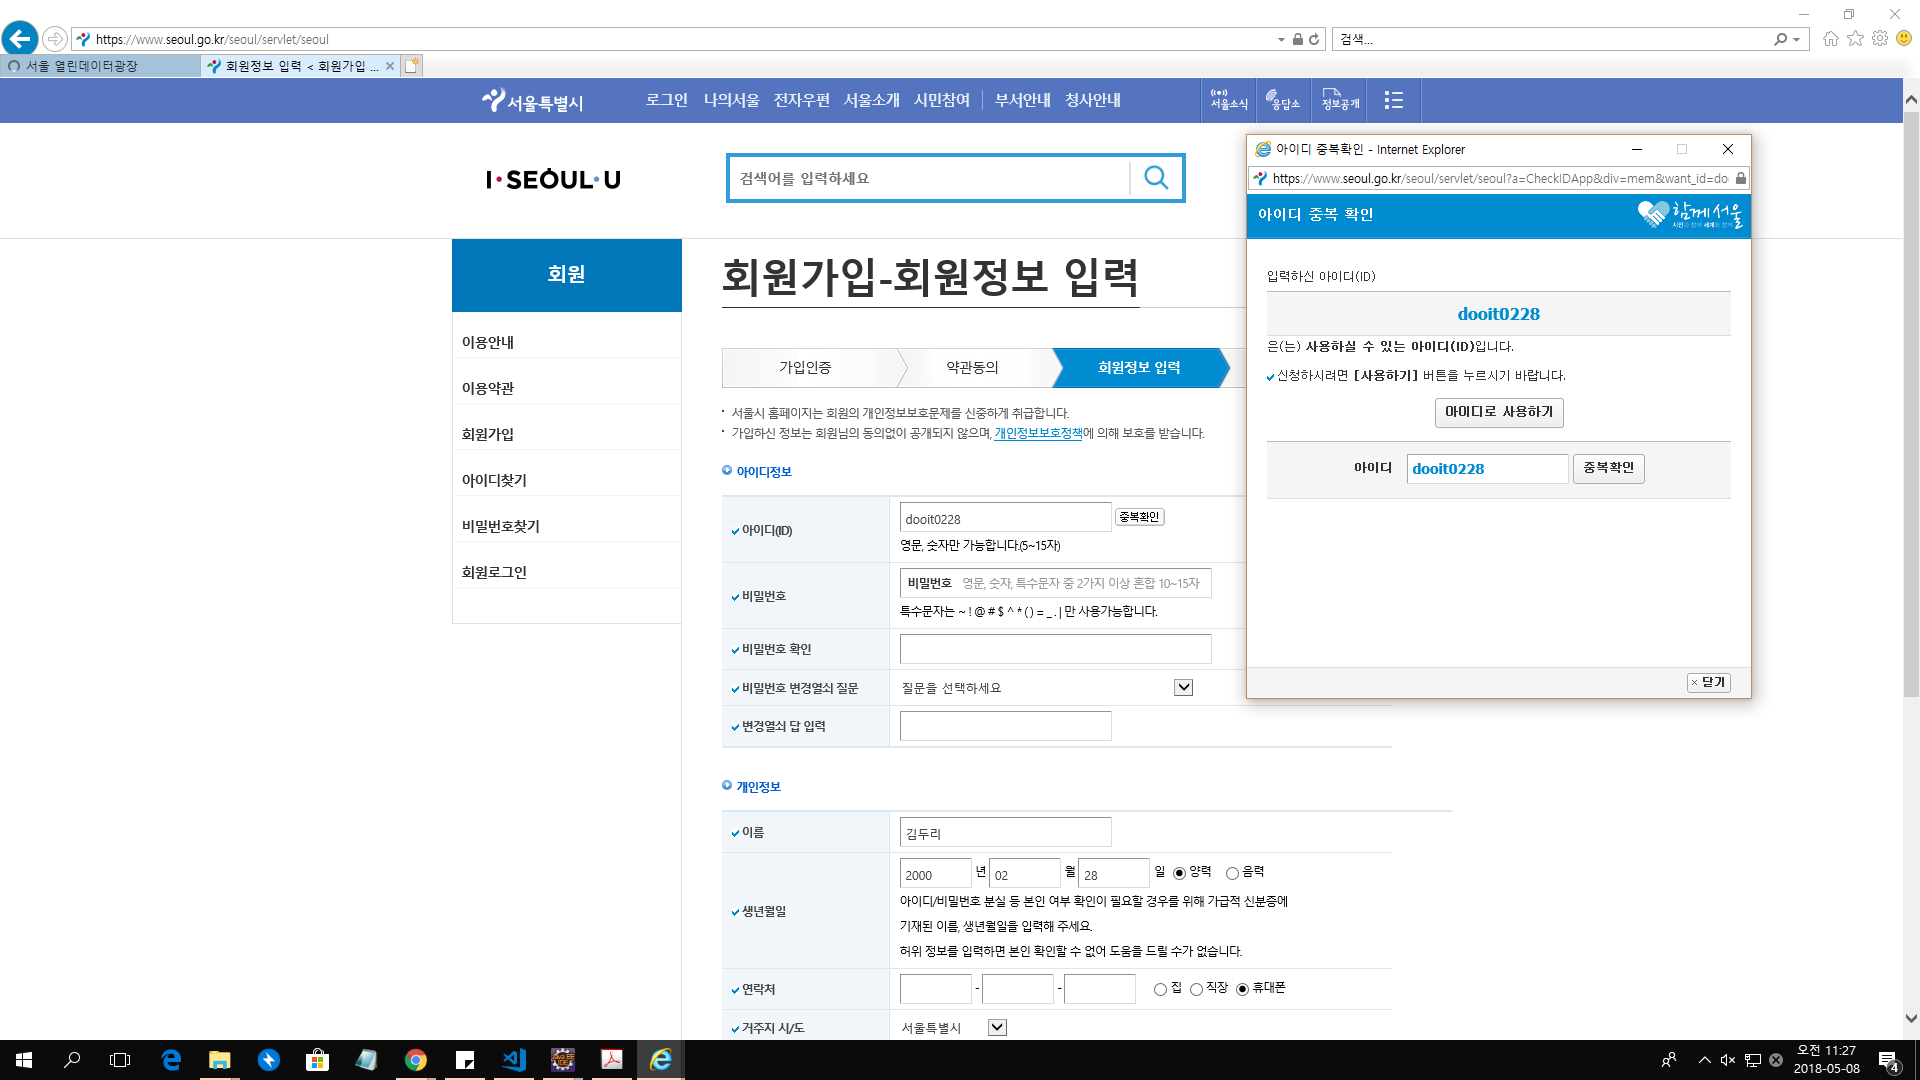 https://www.seoul.go.kr/seoul/servlet/seoul
검색...
서울 열린데이터광장
회원정보 입력 < 회원가입 ...
서울특별시
로그인 나의서울 전자우편 서울소개 시민참여 부서안내 청사안내
서울소식 응답소 정보공개
I·SEOUL·U
검색어를 입력하세요
회원
이용안내
이용약관
회원가입
아이디찾기
비밀번호찾기
회원로그인
회원가입-회원정보 입력
가입인증 약관동의 회원정보 입력
서울시 홈페이지는 회원의 개인정보보호문제를 신중하게 취급합니다.
가입하신 정보는 회원님의 동의없이 공개되지 않으며, 개인정보보호정책에 의해 보호를 받습니다.
아이디정보
아이디(ID) dooit0228 중복확인
영문, 숫자만 가능합니다.(5~15자)
비밀번호 비밀번호 영문, 숫자, 특수문자 중 2가지 이상 혼합 10~15자
특수문자는 ~ ! @ # $ ^ * ( ) = _ . | 만 사용가능합니다.
비밀번호 확인
비밀번호 변경열쇠 질문 질문을 선택하세요
변경열쇠 답 입력
개인정보
이름 김두리
생년월일 2000 년 02 월 28 일 양력 음력
아이디/비밀번호 분실 등 본인 여부 확인이 필요할 경우를 위해 가급적 신분증에
기재된 이름, 생년월일을 입력해 주세요.
허위 정보를 입력하면 본인 확인할 수 없어 도움을 드릴 수가 없습니다.
연락처 - - 집 직장 휴대폰
거주지 시/도 서울특별시
아이디 중복확인 - Internet Explorer
https://www.seoul.go.kr/seoul/servlet/seoul?a=CheckIDApp&div=mem&want_id=do
아이디 중복 확인
함께서울
입력하신 아이디(ID)
dooit0228
은(는) 사용하실 수 있는 아이디(ID)입니다.
신청하시려면 [사용하기] 버튼을 누르시기 바랍니다.
아이디로 사용하기
아이디 dooit0228 중복확인
× 닫기
오전 11:27
2018-05-08
4